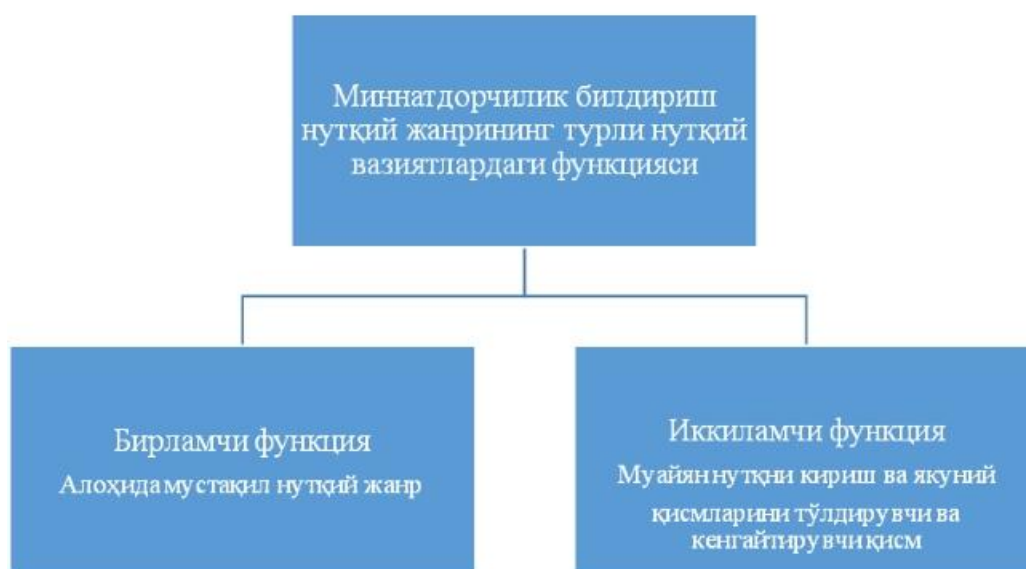 Миннатдорчилик билдириш
нутқий жанрининг турли нутқий
вазиятлардаги функцияси
Бирламчи функция
Алоҳида мустақил нутқий жанр
Иккиламчи функция
Муайян нутқни кириш ва якуний
қисмларини тўлдирувчи ва
кенгайтирувчи қисм